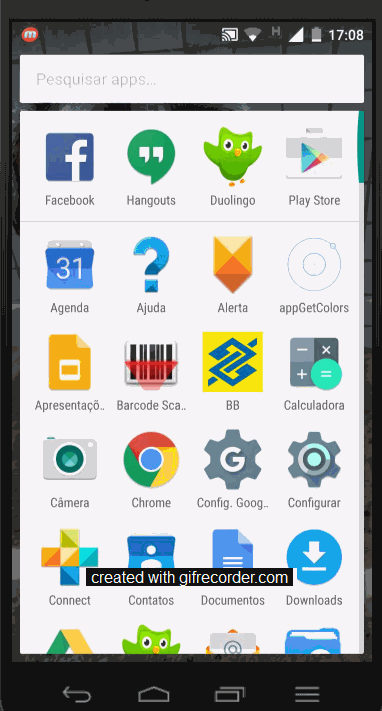 m
H
17:08
Pesquisar apps...
Facebook
Hangouts
Duolingo
Play Store
31
Agenda
Ajuda
Alerta
appGetColors
Apresentaçõ..
Barcode Sca..
BB
Calculadora
G
Câmera
Chrome
Config. Goog..
Configurar
created with gifrecorder.com
Connect
Contatos
Documentos
Downloads